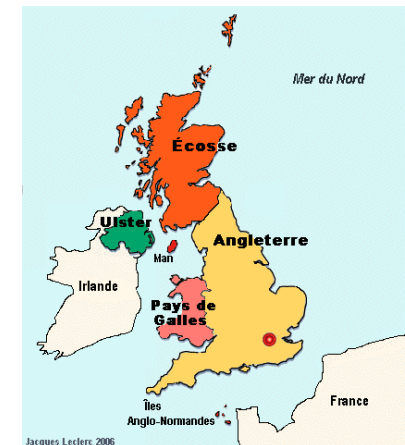 Mer du Nord
Écosse
Ulster
Angleterre
Man
Irlande
Pays de
Galles
Îles
Anglo-Normandes
France
Jacques Leclerc 2006